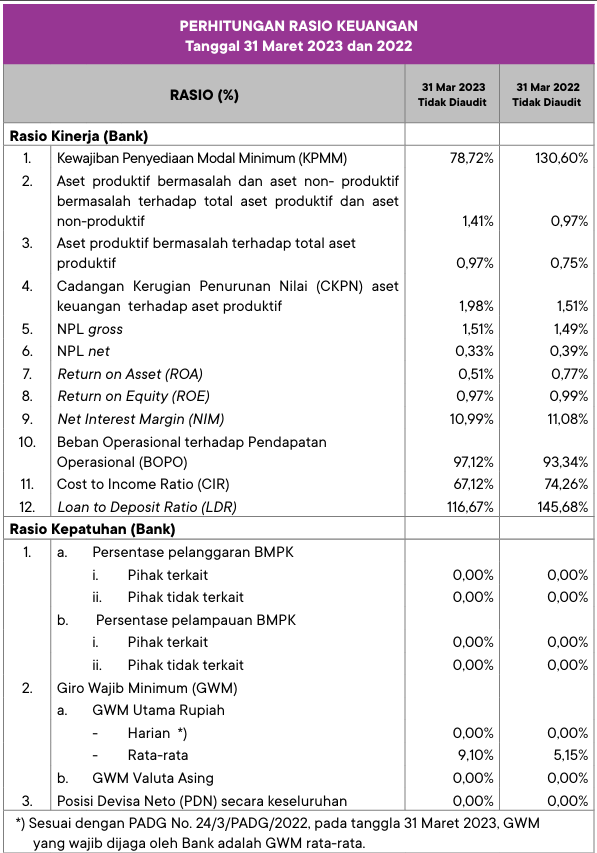 PERHITUNGAN RASIO KEUANGAN
Tanggal 31 Maret 2023 dan 2022
RASIO (%) 31 Mar 2023 Tidak Diaudit 31 Mar 2022 Tidak Diaudit
Rasio Kinerja (Bank)
1. Kewajiban Penyediaan Modal Minimum (KPMM) 78,72% 130,60%
2. Aset produktif bermasalah dan aset non- produktif
bermasalah terhadap total aset produktif dan aset
non-produktif 1,41% 0,97%
3. Aset produktif bermasalah terhadap total aset
produktif 0,97% 0,75%
4. Cadangan Kerugian Penurunan Nilai (CKPN) aset
keuangan terhadap aset produktif 1,98% 1,51%
5. NPL gross 1,51% 1,49%
6. NPL net 0,33% 0,39%
7. Return on Asset (ROA) 0,51% 0,77%
8. Return on Equity (ROE) 0,97% 0,99%
9. Net Interest Margin (NIM) 10,99% 11,08%
10. Beban Operasional terhadap Pendapatan
Operasional (BOPO) 97,12% 93,34%
11. Cost to Income Ratio (CIR) 67,12% 74,26%
12. Loan to Deposit Ratio (LDR) 116,67% 145,68%
Rasio Kepatuhan (Bank)
1. a. Persentase pelanggaran BMPK
i. Pihak terkait 0,00% 0,00%
ii. Pihak tidak terkait 0,00% 0,00%
b. Persentase pelampauan BMPK
i. Pihak terkait 0,00% 0,00%
ii. Pihak tidak terkait 0,00% 0,00%
2. Giro Wajib Minimum (GWM)
a. GWM Utama Rupiah
- Harian *) 0,00% 0,00%
- Rata-rata 9,10% 5,15%
b. GWM Valuta Asing 0,00% 0,00%
3. Posisi Devisa Neto (PDN) secara keseluruhan 0,00% 0,00%
*) Sesuai dengan PADG No. 24/3/PADG/2022, pada tanggla 31 Maret 2023, GWM
yang wajib dijaga oleh Bank adalah GWM rata-rata.